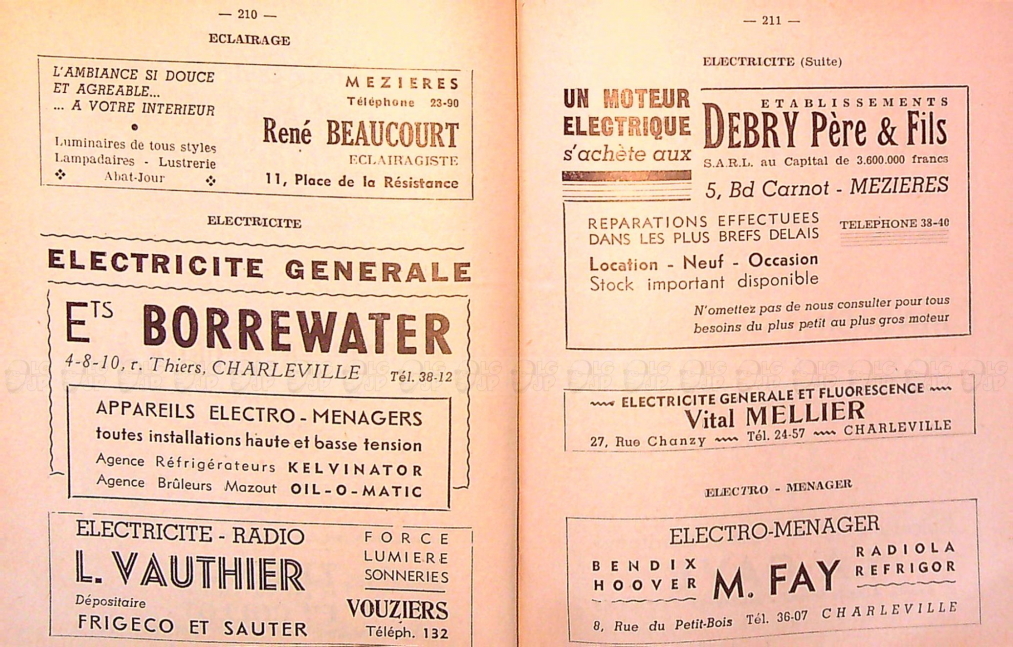 — 210 —
ECLAIRAGE
L'AMBIANCE SI DOUCE
ET AGREABLE...
... A VOTRE INTERIEUR
Luminaires de tous styles
Lampadaires - Lustrerie
Abat-Jour
MEZIERES
Téléphone 23-90
René BEAUCOURT
ECLAIRAGISTE
11, Place de la Résistance
ELECTRICITE
ELECTRICITE GENERALE
ETS BORREWATER
4-8-10, r. Thiers, CHARLEVILLE Tél. 38-12
APPAREILS ELECTRO-MENAGERS
toutes installations haute et basse tension
Agence Réfrigérateurs KELVINATOR
Agence Brûleurs Mazout OIL-O-MATIC
ELECTRICITE - RADIO
L. VAUTHIER
Dépositaire
FRIGECO ET SAUTER
FORCE
LUMIERE
SONNERIES
VOUZIERS
Téléph. 132
— 211 —
ELECTRICITE (Suite)
UN MOTEUR
ELECTRIQUE
s'achète aux
ETABLISSEMENTS
DEBRY Père & Fils
S.A.R.L. au Capital de 3.600.000 francs
5, Bd Carnot - MEZIERES
REPARATIONS EFFECTUEES
DANS LES PLUS BREFS DELAIS
TELEPHONE 38-40
Location - Neuf - Occasion
Stock important disponible
N'omettez pas de nous consulter pour tous
besoins du plus petit au plus gros moteur
ELECTRICITE GENERALE ET FLUORESCENCE
Vital MELLIER
27, Rue Chanzy Tél. 24-57 CHARLEVILLE
ELECTRO - MENAGER
ELECTRO-MENAGER
BENDIX
HOOVER
M. FAY
RADIOLA
REFRIGOR
8, Rue du Petit-Bois Tél. 36-07 CHARLEVILLE